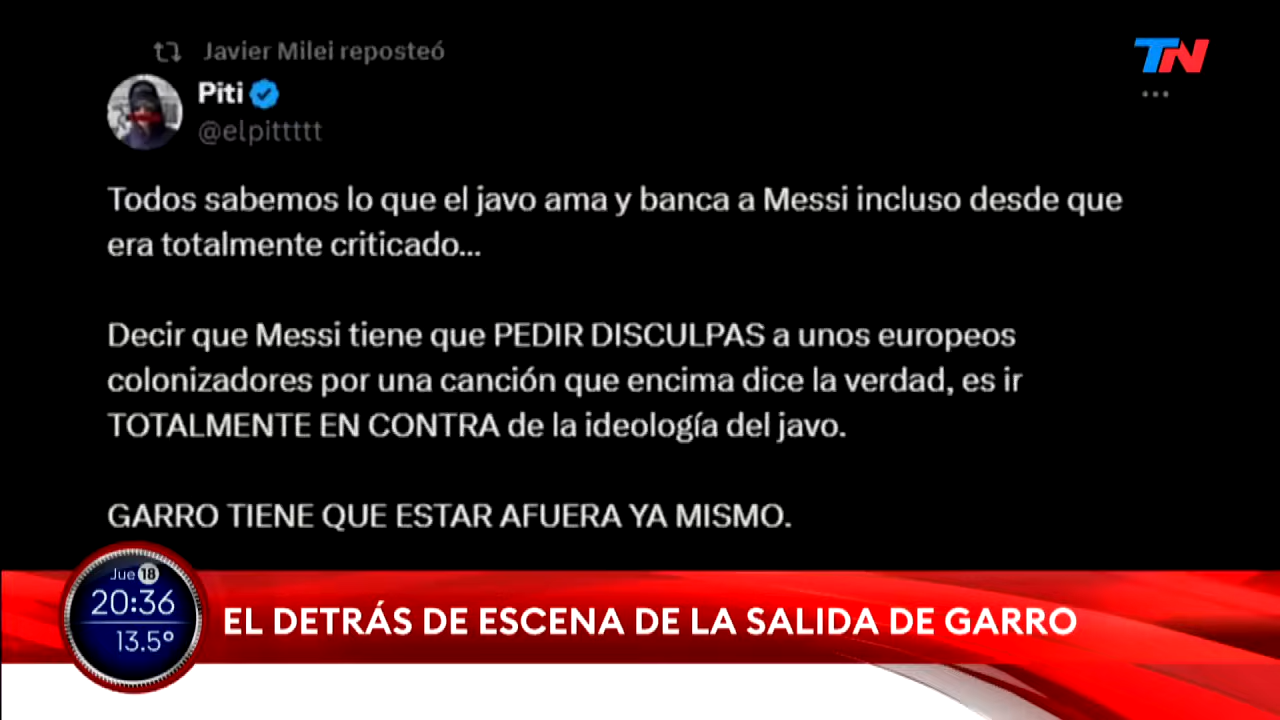 Javier Milei reposteó
TN
Piti
@elpittttt
Todos sabemos lo que el javo ama y banca a Messi incluso desde que
era totalmente criticado...
Decir que Messi tiene que PEDIR DISCULPAS a unos europeos
colonizadores por una canción que encima dice la verdad, es ir
TOTALMENTE EN CONTRA de la ideología del javo.
GARRO TIENE QUE ESTAR AFUERA YA MISMO.
Jue 18
20:36
13.5°
EL DETRÁS DE ESCENA DE LA SALIDA DE GARRO